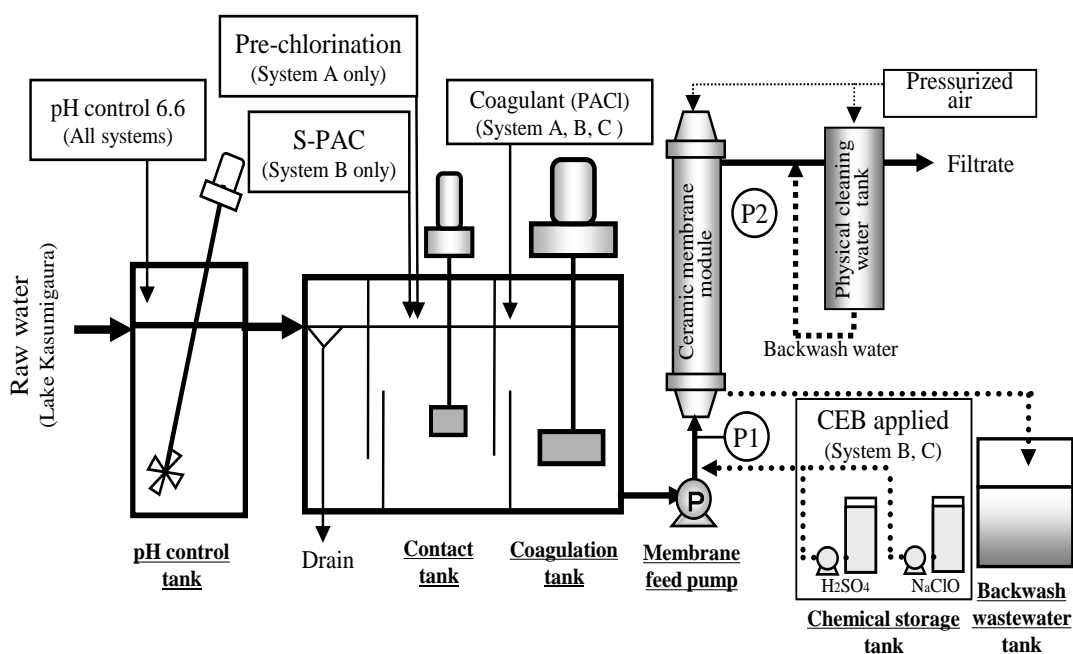 Pre-chlorination
(System A only)
pH control 6.6
(All systems)
S-PAC
(System B only)
Coagulant (PACl)
(System A, B, C )
Pressurized
air
Ceramic membrane
module
P2
Physical cleaning
water tank
Filtrate
Backwash water
Raw water
(Lake Kasumigaura)
P1
P
CEB applied
(System B, C)
H2SO4
NaClO
Drain
pH control
tank
Contact
tank
Coagulation
tank
Membrane
feed pump
Chemical storage
tank
Backwash
wastewater
tank